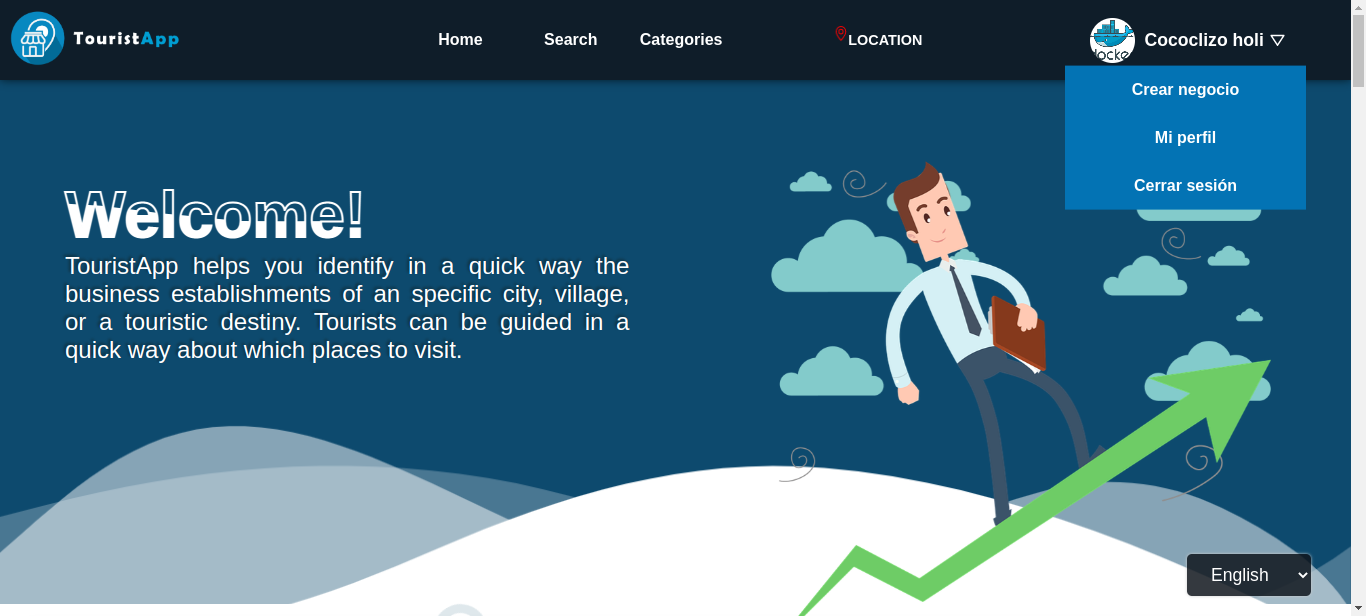 TouristApp
Home
Search
Categories
LOCATION
locke
Cococlizo holi
Crear negocio
Mi perfil
Cerrar sesión
Welcome!
TouristApp helps you identify in a quick way the
business establishments of an specific city, village,
or a touristic destiny. Tourists can be guided in a
quick way about which places to visit.
English